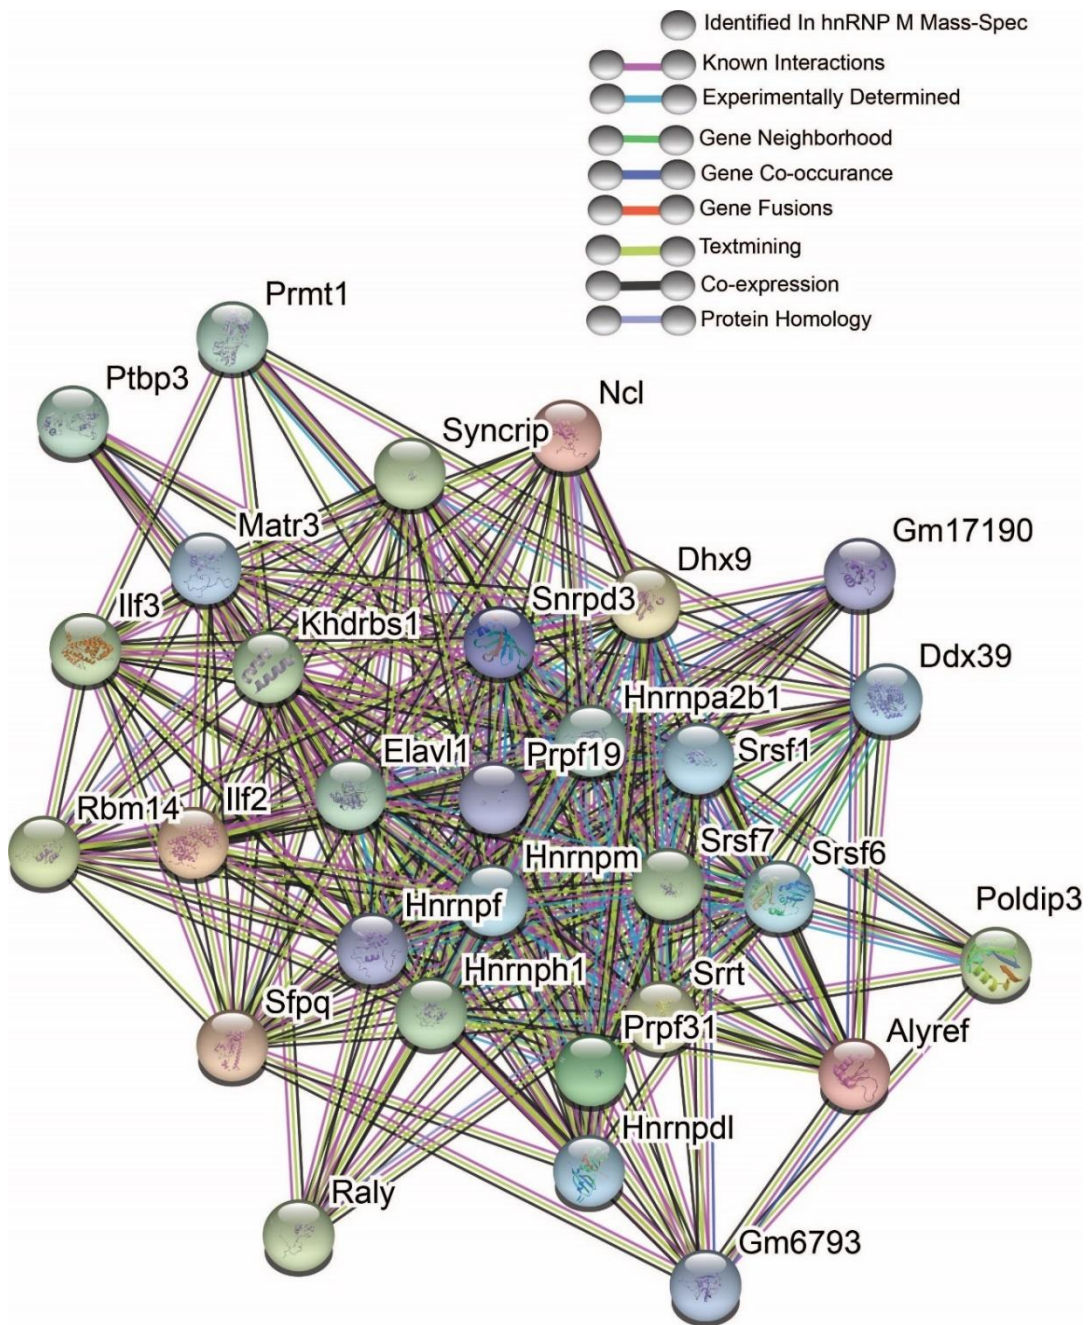 Identified In hnRNP M Mass-Spec
Known Interactions
Experimentally Determined
Gene Neighborhood
Gene Co-occurance
Gene Fusions
Textmining
Co-expression
Protein Homology
Prmt1
Ptbp3
Ncl
Syncrip
Matr3
Dhx9
Gm17190
Ilf3
Khdrbs1
Snrpd3
Ddx39
Hnrnpa2b1
Elavl1
Prpf19
Srsf1
Rbm14
Ilf2
Hnrnpm
Srsf7
Srsf6
Poldip3
Hnrnpf
Hnrnph1
Srrt
Sfpq
Prpf31
Alyref
Hnrnpdl
Raly
Gm6793